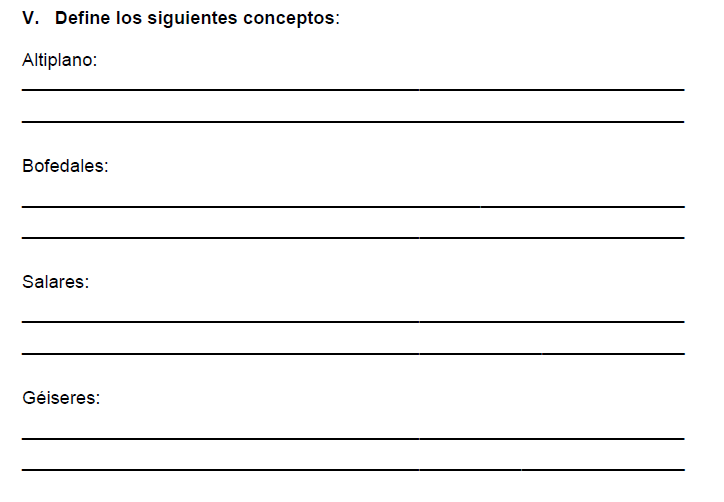 V. Define los siguientes conceptos:
Altiplano:
Bofedales:
Salares:
Géiseres: